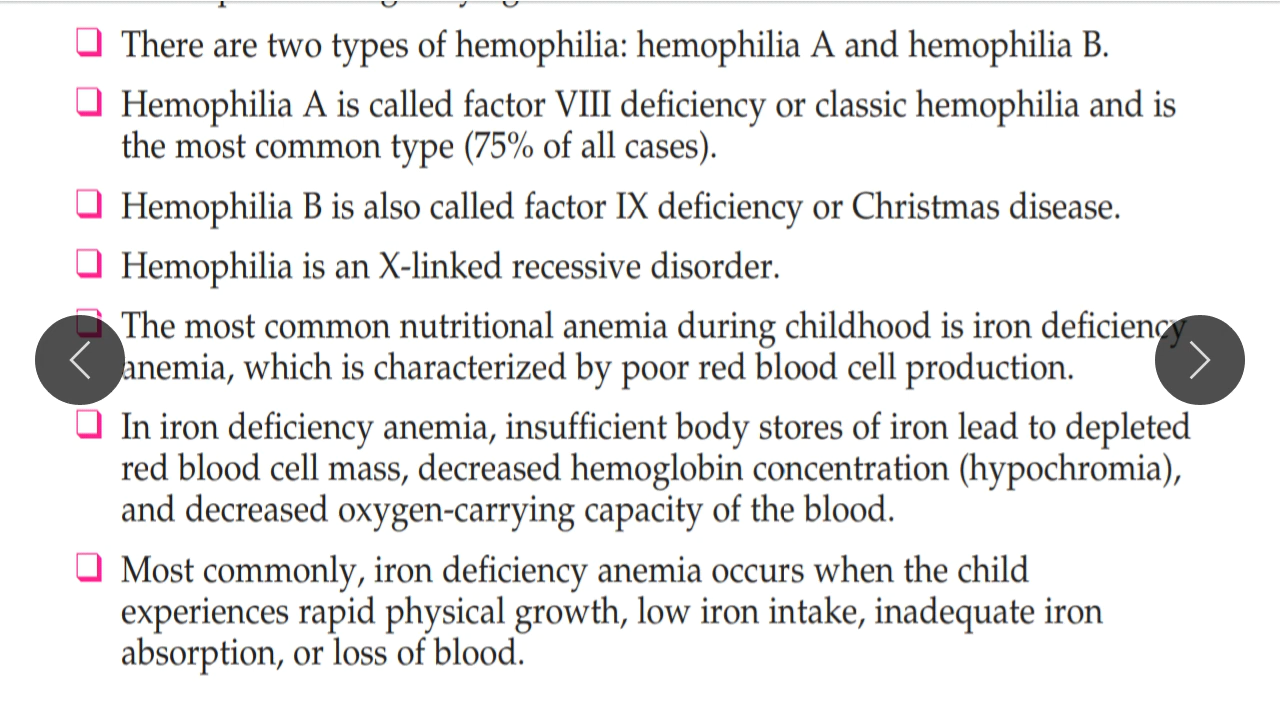 There are two types of hemophilia: hemophilia A and hemophilia B.
Hemophilia A is called factor VIII deficiency or classic hemophilia and is
the most common type (75% of all cases).
Hemophilia B is also called factor IX deficiency or Christmas disease.
Hemophilia is an X-linked recessive disorder.
The most common nutritional anemia during childhood is iron deficiency
anemia, which is characterized by poor red blood cell production.
In iron deficiency anemia, insufficient body stores of iron lead to depleted
red blood cell mass, decreased hemoglobin concentration (hypochromia),
and decreased oxygen-carrying capacity of the blood.
Most commonly, iron deficiency anemia occurs when the child
experiences rapid physical growth, low iron intake, inadequate iron
absorption, or loss of blood.